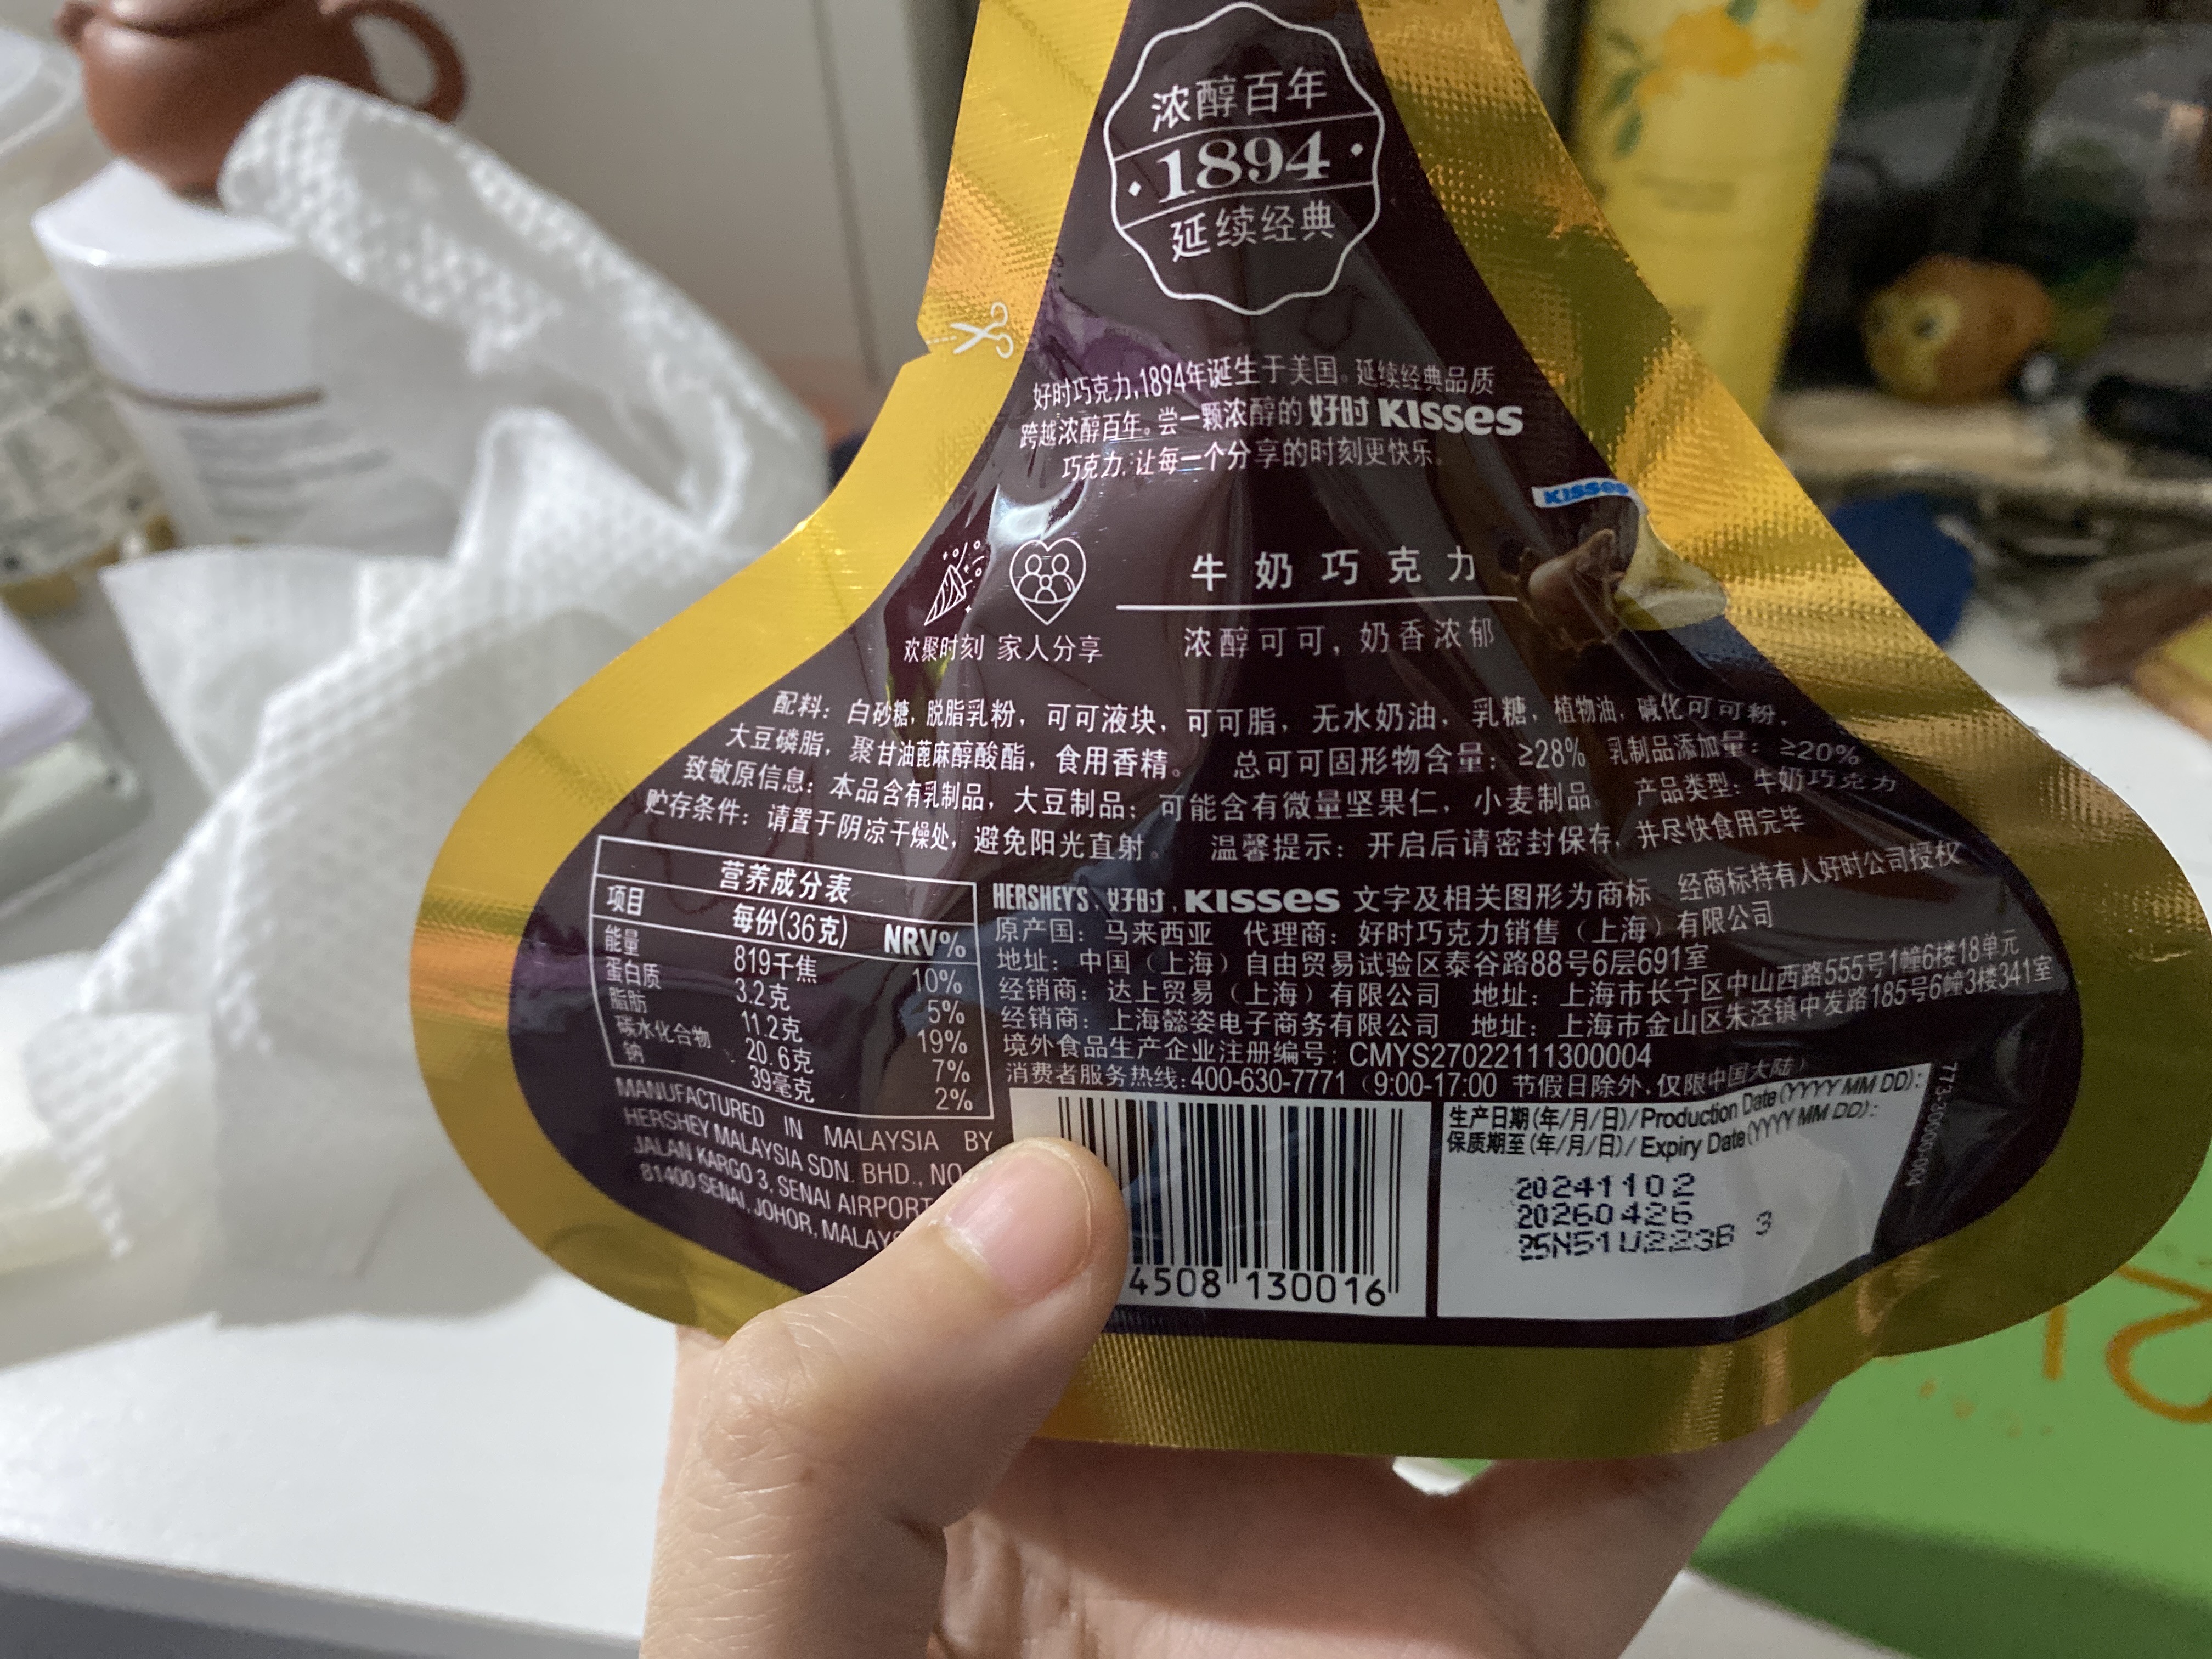 浓醇百年
·1894·
延续经典
好时巧克力,1894年诞生于美国。延续经典品质
跨越浓醇百年。尝一颗浓醇的 好时 KISSES
巧克力,让每一个分享的时刻更快乐。
KISSES
牛奶巧克力
欢聚时刻 家人分享
浓醇可可，奶香浓郁
配料：白砂糖，脱脂乳粉，可可液块，可可脂，无水奶油，乳糖，植物油，碱化可可粉，
大豆磷脂，聚甘油蓖麻醇酸酯，食用香精。 总可可固形物含量：≥28% 乳制品添加量：≥20%
致敏原信息：本品含有乳制品，大豆制品；可能含有微量坚果仁，小麦制品。 产品类型：牛奶巧克力
贮存条件：请置于阴凉干燥处，避免阳光直射。 温馨提示：开启后请密封保存，并尽快食用完毕
营养成分表
项目 每份(36克) NRV%
能量 819千焦 10%
蛋白质 3.2克 5%
脂肪 11.2克 19%
碳水化合物 20.6克 7%
钠 39毫克 2%
HERSHEY'S, 好时, KISSES 文字及相关图形为商标 经商标持有人好时公司授权
原产国：马来西亚 代理商：好时巧克力销售（上海）有限公司
地址：中国（上海）自由贸易试验区泰谷路88号6层691室
经销商：达上贸易（上海）有限公司 地址：上海市长宁区中山西路555号1幢6楼18单元
经销商：上海懿姿电子商务有限公司 地址：上海市金山区朱泾镇中发路185号6幢3楼341室
境外食品生产企业注册编号：CMYS27022111300004
消费者服务热线:400-630-7771（9:00-17:00 节假日除外,仅限中国大陆）
MANUFACTURED IN MALAYSIA BY
HERSHEY MALAYSIA SDN. BHD., NO
JALAN KARGO 3, SENAI AIRPORT
81400 SENAI, JOHOR, MALAYS
4508 130016
生产日期(年/月/日)/Production Date(YYYY MM DD):
保质期至(年/月/日)/Expiry Date(YYYY MM DD):
20241102
20260426
25N51U223B 3